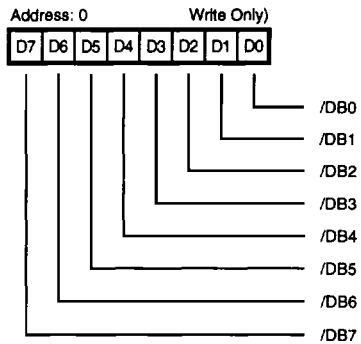 Address: 0 Write Only)
D7 D6 D5 D4 D3 D2 D1 D0
/DB0
/DB1
/DB2
/DB3
/DB4
/DB5
/DB6
/DB7